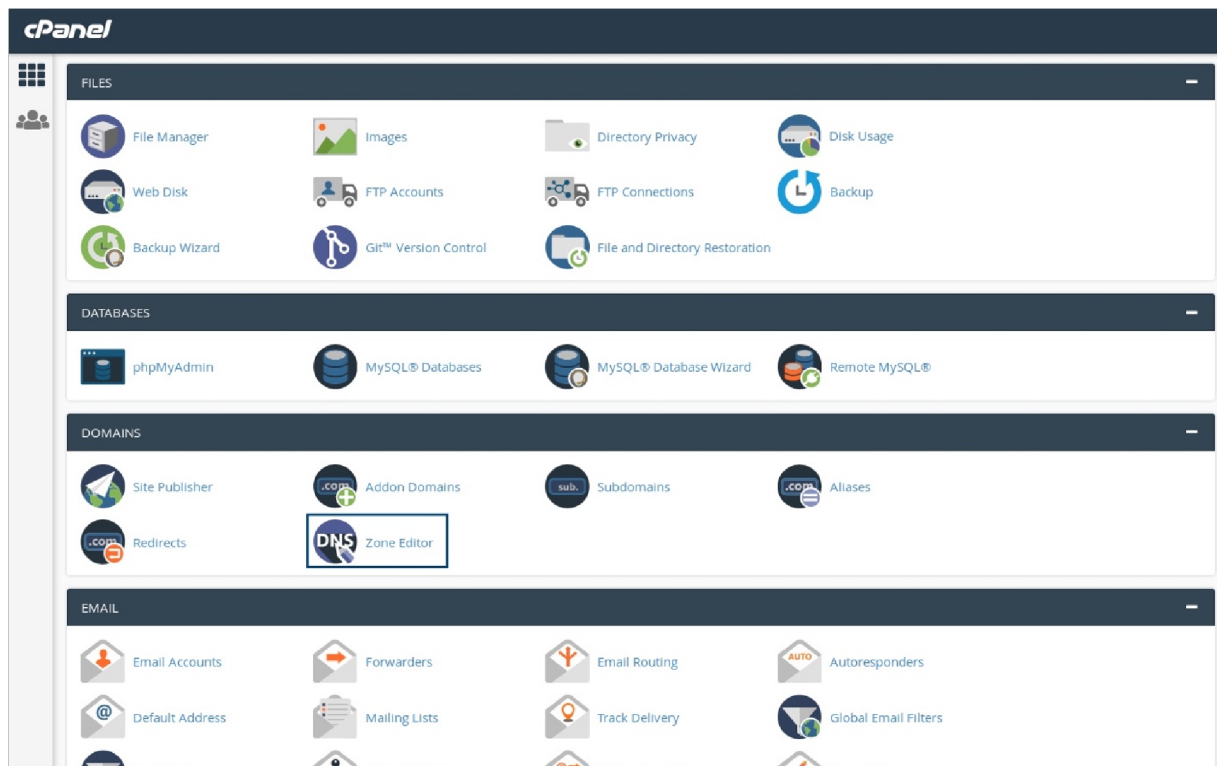 cPanel
FILES
File Manager
Images
Directory Privacy
Disk Usage
Web Disk
FTP Accounts
FTP Connections
Backup
Backup Wizard
Git™ Version Control
File and Directory Restoration
DATABASES
phpMyAdmin
MySQL® Databases
MySQL® Database Wizard
Remote MySQL®
DOMAINS
Site Publisher
.com
Addon Domains
sub.
Subdomains
.com
Aliases
.com
Redirects
DNS
Zone Editor
EMAIL
Email Accounts
Forwarders
Email Routing
AUTO
Autoresponders
@
Default Address
Mailing Lists
Track Delivery
Global Email Filters